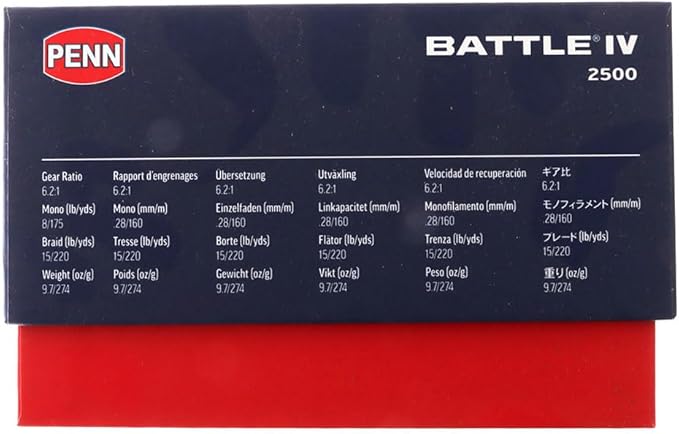 PENN
BATTLE® IV
2500
Gear Ratio Rapport d'engrenages Übersetzung Utväxling Velocidad de recuperación ギア比
6.2:1 6.2:1 6.2:1 6.2:1 6.2:1 6.2:1
Mono (lb/yds) Mono (mm/m) Einzelfaden (mm/m) Linkapacitet (mm/m) Monofilamento (mm/m) モノフィラメント (mm/m)
8/175 .28/160 .28/160 .28/160 .28/160 .28/160
Braid (lb/yds) Tresse (lb/yds) Borte (lb/yds) Flätor (lb/yds) Trenza (lb/yds) ブレード (lb/yds)
15/220 15/220 15/220 15/220 15/220 15/220
Weight (oz/g) Poids (oz/g) Gewicht (oz/g) Vikt (oz/g) Peso (oz/g) 重り (oz/g)
9.7/274 9.7/274 9.7/274 9.7/274 9.7/274 9.7/274